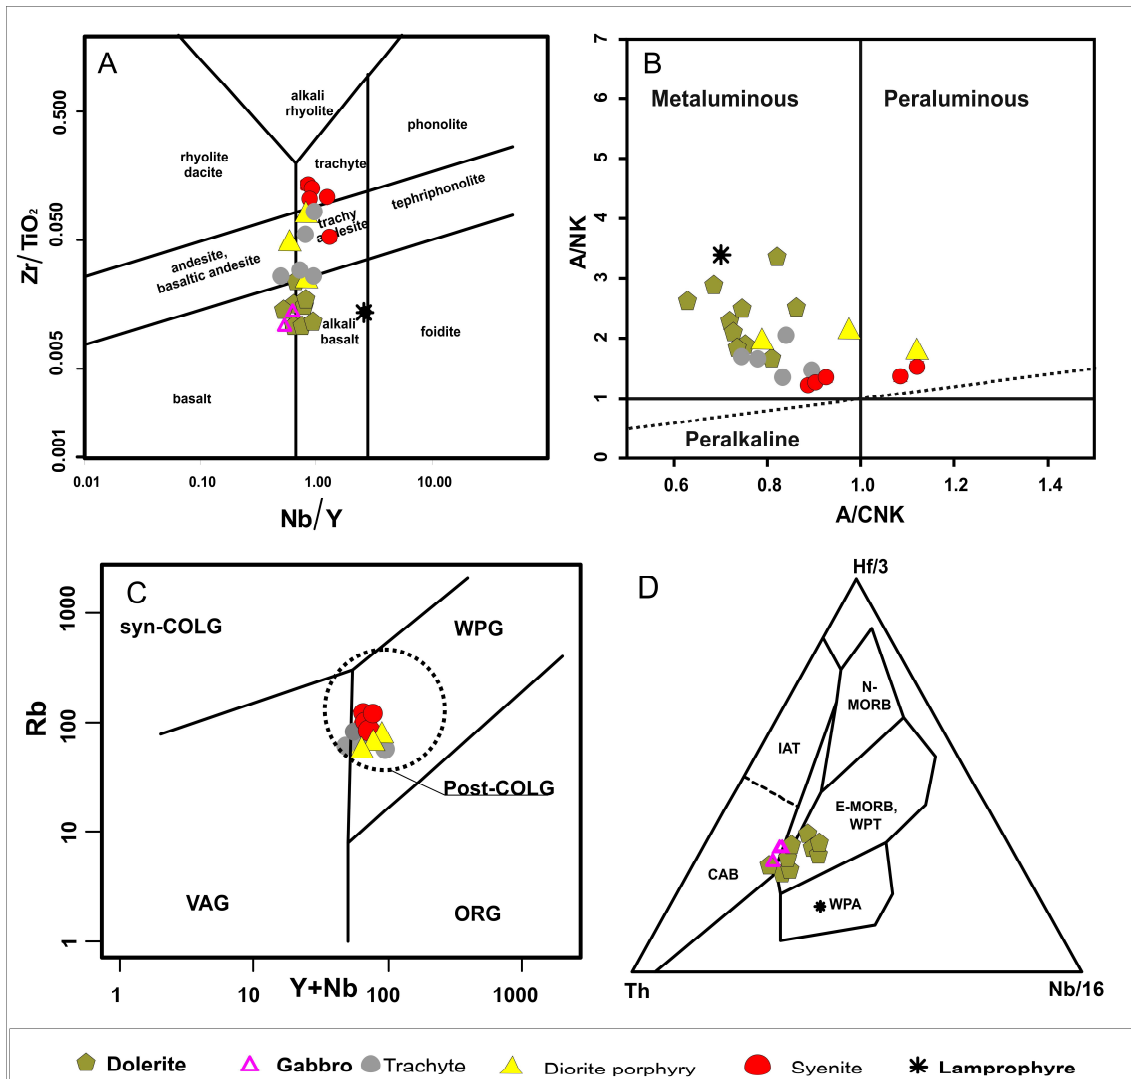 A
alkali
rhyolite
phonolite
rhyolite
dacite
trachyte
tephriphonolite
trachy
andesite
andesite,
basaltic andesite
alkali
basalt
foidite
basalt
Zr/TiO2
0.500
0.050
0.005
0.001
0.01
0.10
1.00
10.00
Nb/Y
B
Metaluminous
Peraluminous
Peralkaline
A/NK
7
6
5
4
3
2
1
0
0.6
0.8
1.0
1.2
1.4
A/CNK
C
syn-COLG
WPG
Post-COLG
VAG
ORG
Rb
1000
100
10
1
1
10
100
1000
Y+Nb
D
Hf/3
N-
MORB
IAT
E-MORB,
WPT
CAB
WPA
Th
Nb/16
Dolerite
Gabbro
Trachyte
Diorite porphyry
Syenite
Lamprophyre